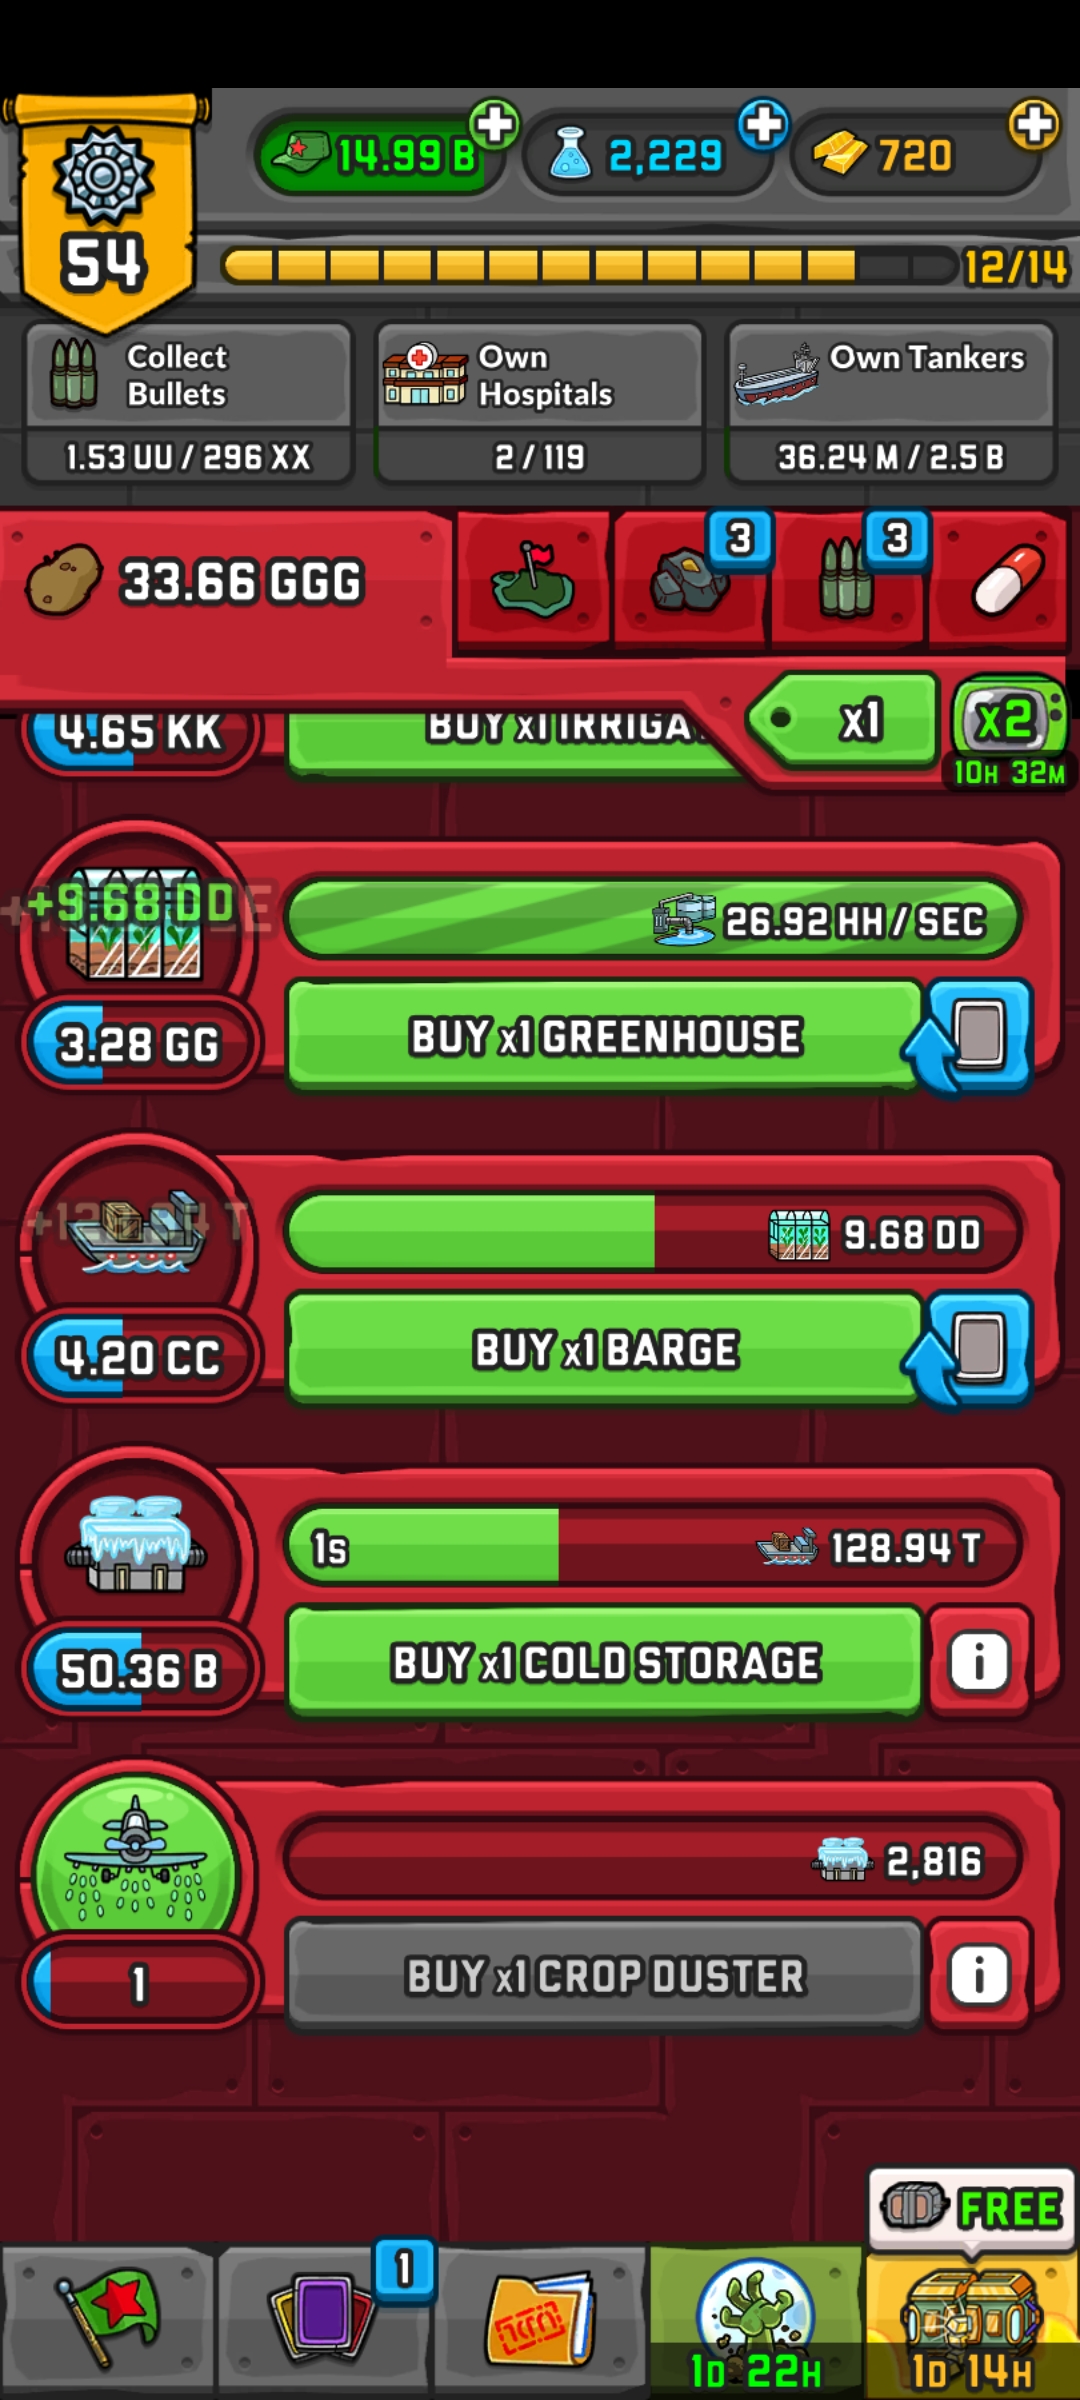 14.99 B
2,229
720
54
12/14
Collect
Bullets
1.53 UU / 296 XX
Own
Hospitals
2 / 119
Own Tankers
36.24 M / 2.5 B
33.66 GGG
3
3
x1
x2
10H 32M
4.65 KK
BUY x1 IRRIGA
+9.68 DD
26.92 HH / SEC
3.28 GG
BUY x1 GREENHOUSE
9.68 DD
4.20 CC
BUY x1 BARGE
1s
128.94 T
50.36 B
BUY x1 COLD STORAGE
i
2,816
1
BUY x1 CROP DUSTER
i
FREE
1
1D 22H
1D 14H